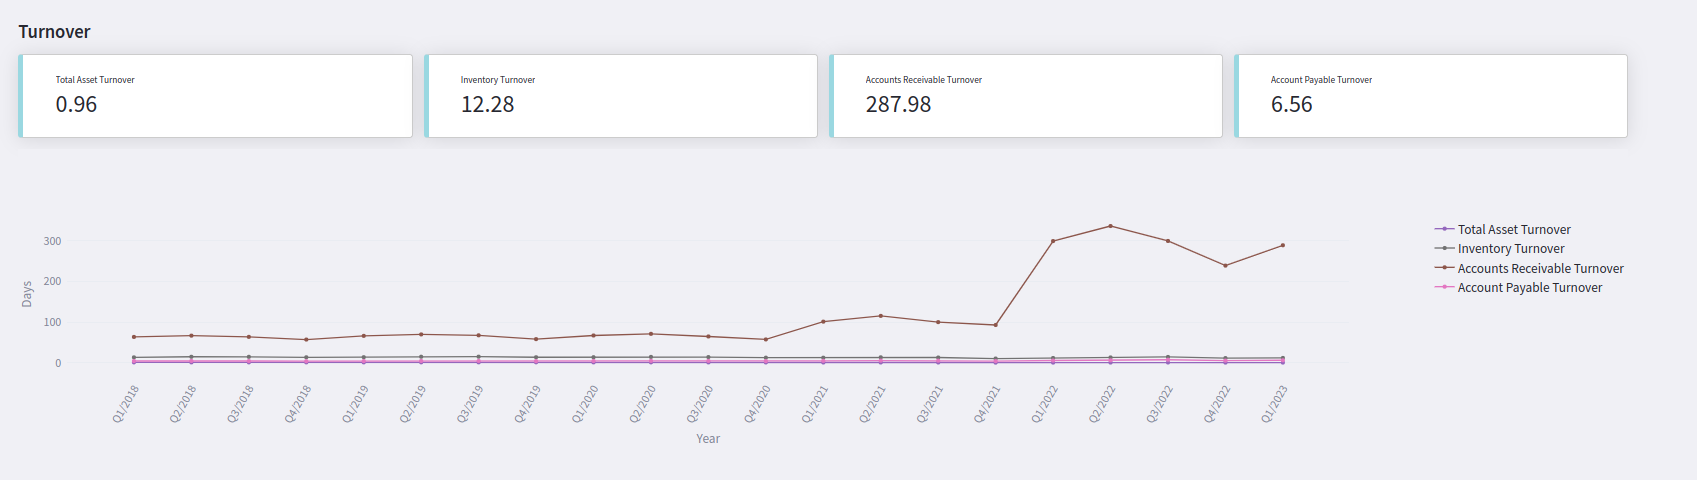 Turnover
Total Asset Turnover
0.96
Inventory Turnover
12.28
Accounts Receivable Turnover
287.98
Account Payable Turnover
6.56
300
200
100
0
Days
Q1/2018
Q2/2018
Q3/2018
Q4/2018
Q1/2019
Q2/2019
Q3/2019
Q4/2019
Q1/2020
Q2/2020
Q3/2020
Q4/2020
Q1/2021
Q2/2021
Q3/2021
Q4/2021
Q1/2022
Q2/2022
Q3/2022
Q4/2022
Q1/2023
Year
Total Asset Turnover
Inventory Turnover
Accounts Receivable Turnover
Account Payable Turnover